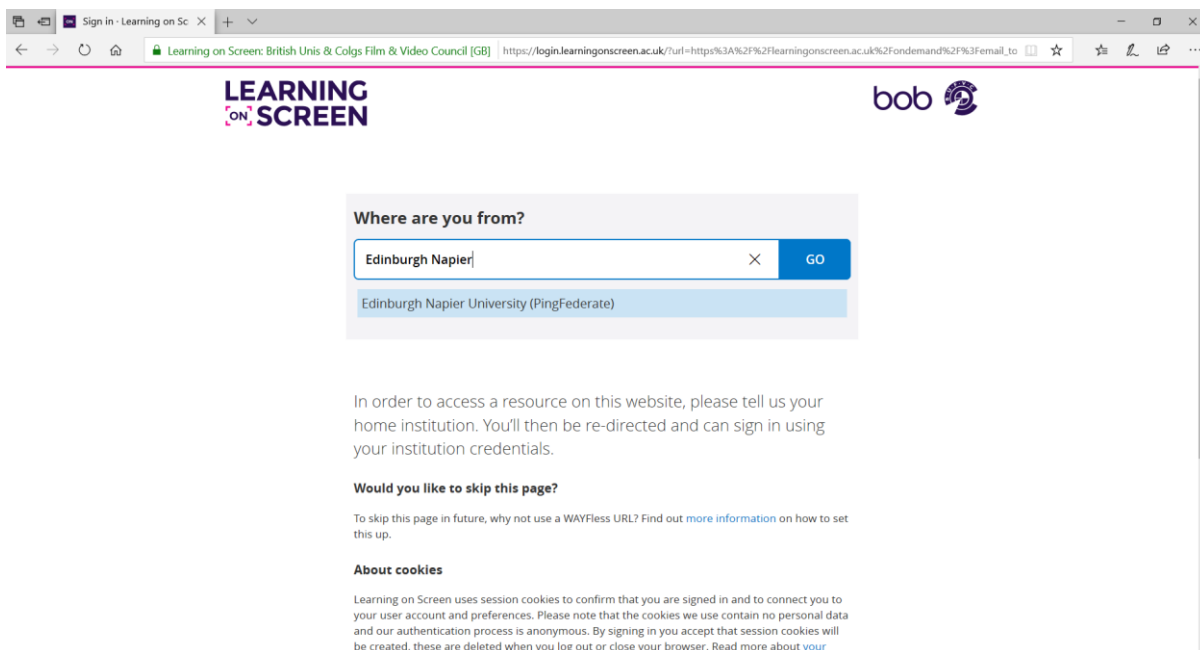 Sign in - Learning on Sc
Learning on Screen: British Unis & Colgs Film & Video Council [GB] https://login.learningonscreen.ac.uk/?url=https%3A%2F%2Flearningonscreen.ac.uk%2Fondemand%2F%3Femail_to
LEARNING
ON SCREEN
bob
Where are you from?
Edinburgh Napier
GO
Edinburgh Napier University (PingFederate)
In order to access a resource on this website, please tell us your
home institution. You'll then be re-directed and can sign in using
your institution credentials.
Would you like to skip this page?
To skip this page in future, why not use a WAYFless URL? Find out more information on how to set
this up.
About cookies
Learning on Screen uses session cookies to confirm that you are signed in and to connect you to
your user account and preferences. Please note that the cookies we use contain no personal data
and our authentication process is anonymous. By signing in you accept that session cookies will
be created, these are deleted when you log out or close your browser. Read more about your